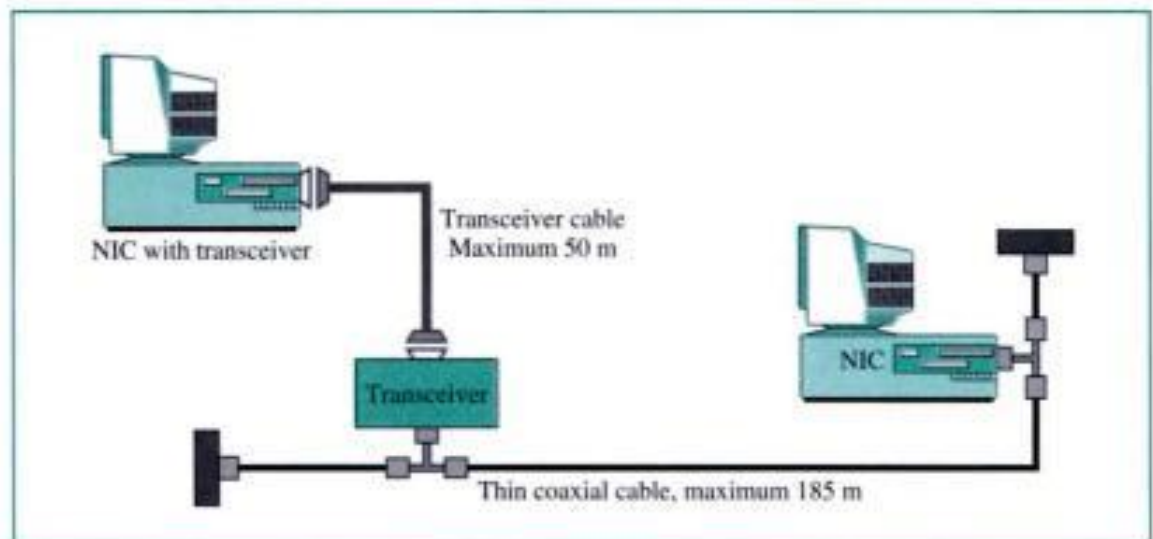 NIC with transceiver
Transceiver cable
Maximum 50 m
NIC
Transceiver
Thin coaxial cable, maximum 185 m